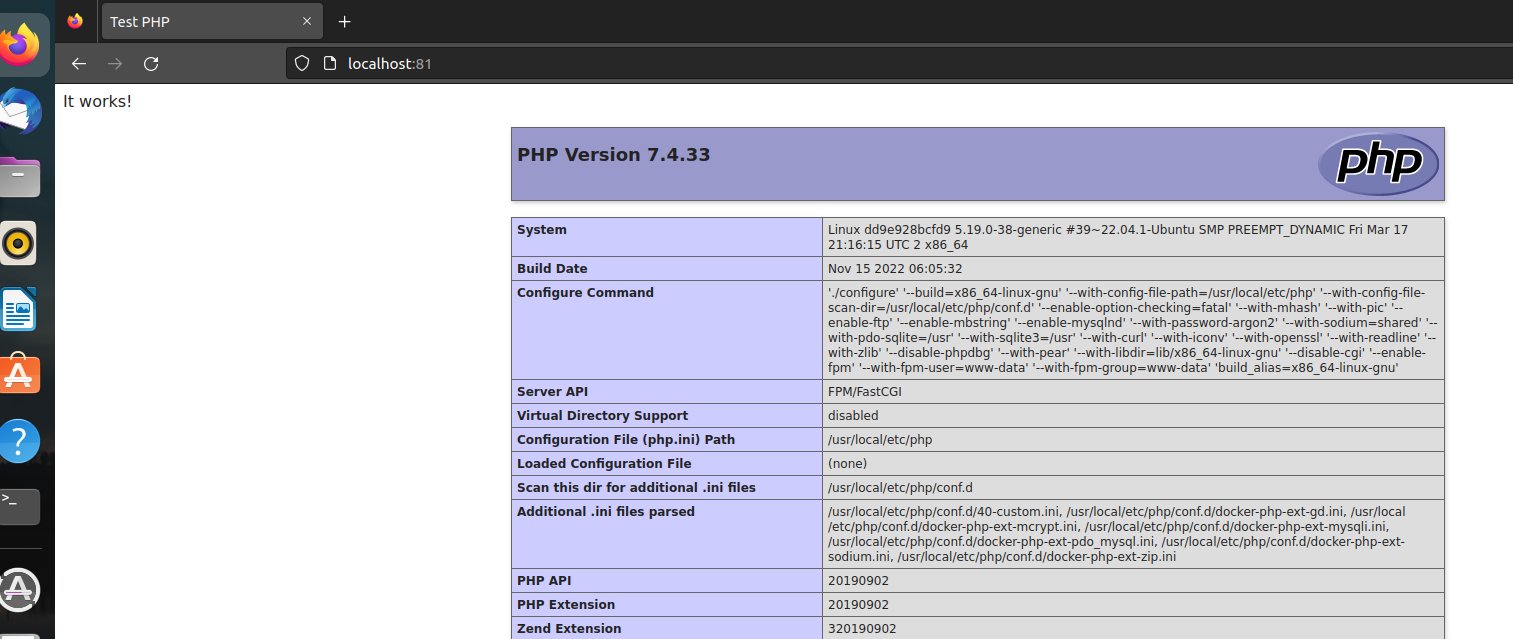 Test PHP
localhost:81
It works!
PHP Version 7.4.33
php
System
Linux dd9e928bcfd9 5.19.0-38-generic #39~22.04.1-Ubuntu SMP PREEMPT_DYNAMIC Fri Mar 17
21:16:15 UTC 2 x86_64
Build Date
Nov 15 2022 06:05:32
Configure Command
'./configure' '--build=x86_64-linux-gnu' '--with-config-file-path=/usr/local/etc/php' '--with-config-file-
scan-dir=/usr/local/etc/php/conf.d' '--enable-option-checking=fatal' '--with-mhash' '--with-pic' '--
enable-ftp' '--enable-mbstring' '--enable-mysqlnd' '--with-password-argon2' '--with-sodium=shared' '--
with-pdo-sqlite=/usr' '--with-sqlite3=/usr' '--with-curl' '--with-iconv' '--with-openssl' '--with-readline' '--
with-zlib' '--disable-phpdbg' '--with-pear' '--with-libdir=lib/x86_64-linux-gnu' '--disable-cgi' '--enable-
fpm' '--with-fpm-user=www-data' '--with-fpm-group=www-data' 'build_alias=x86_64-linux-gnu'
Server API
FPM/FastCGI
Virtual Directory Support
disabled
Configuration File (php.ini) Path
/usr/local/etc/php
Loaded Configuration File
(none)
Scan this dir for additional .ini files
/usr/local/etc/php/conf.d
Additional .ini files parsed
/usr/local/etc/php/conf.d/40-custom.ini, /usr/local/etc/php/conf.d/docker-php-ext-gd.ini, /usr/local
/etc/php/conf.d/docker-php-ext-mcrypt.ini, /usr/local/etc/php/conf.d/docker-php-ext-mysqli.ini,
/usr/local/etc/php/conf.d/docker-php-ext-pdo_mysql.ini, /usr/local/etc/php/conf.d/docker-php-ext-
sodium.ini, /usr/local/etc/php/conf.d/docker-php-ext-zip.ini
PHP API
20190902
PHP Extension
20190902
Zend Extension
320190902